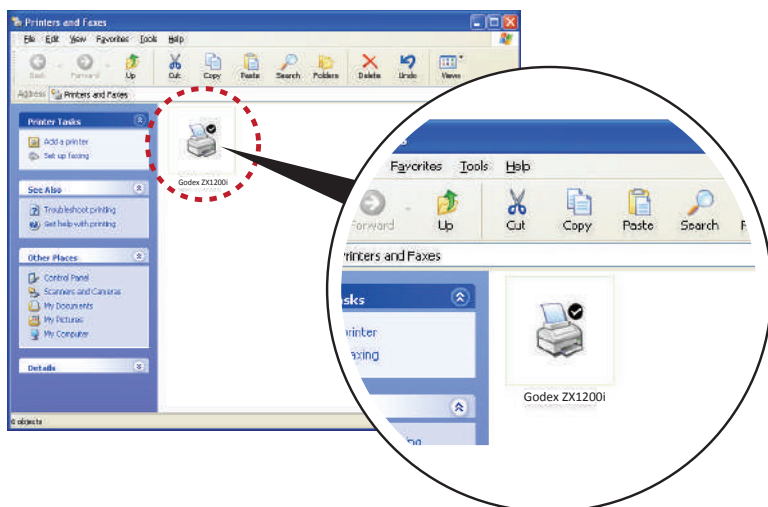 Printers and Faxes
File Edit View Favorites Tools Help
Back Forward Up Cut Copy Paste Search Folders Delete Undo Views
Address Printers and Faxes
Printer Tasks
Add a printer
Set up faxing
See Also
Troubleshoot printing
Get help with printing
Other Places
Control Panel
Scanners and Cameras
My Documents
My Pictures
My Computer
Details
Godex ZX1200i
objects
s
Favorites Tools Help
Forward Up Cut Copy Paste Search F
rinters and Faxes
asks
rinter
axing
Godex ZX1200i